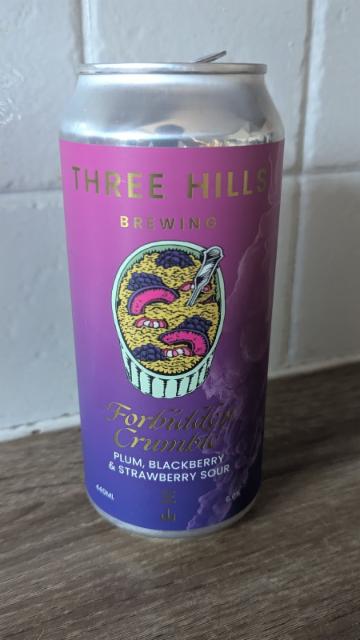 THREE HILLS
BREWING
Forbidden
Crumble
PLUM, BLACKBERRY
& STRAWBERRY SOUR
440ML